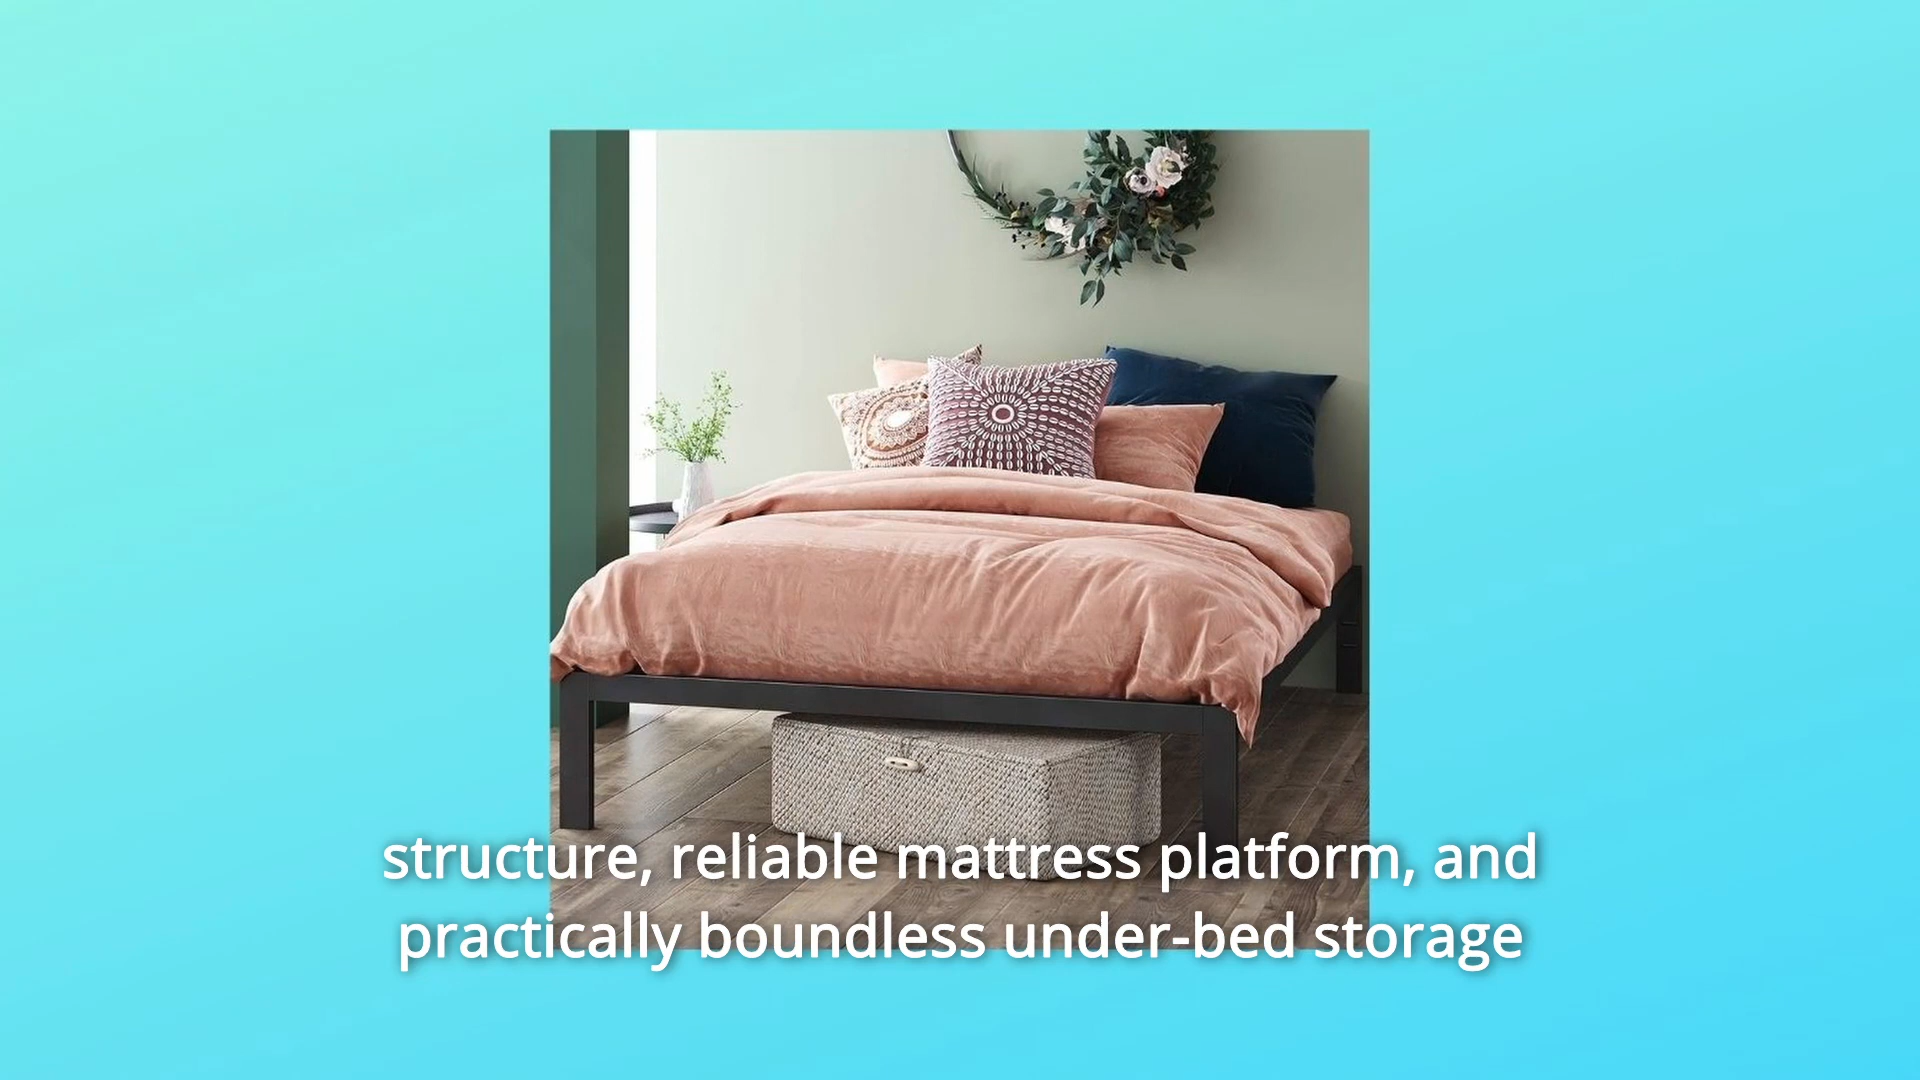 structure, reliable mattress platform, and
practically boundless under-bed storage